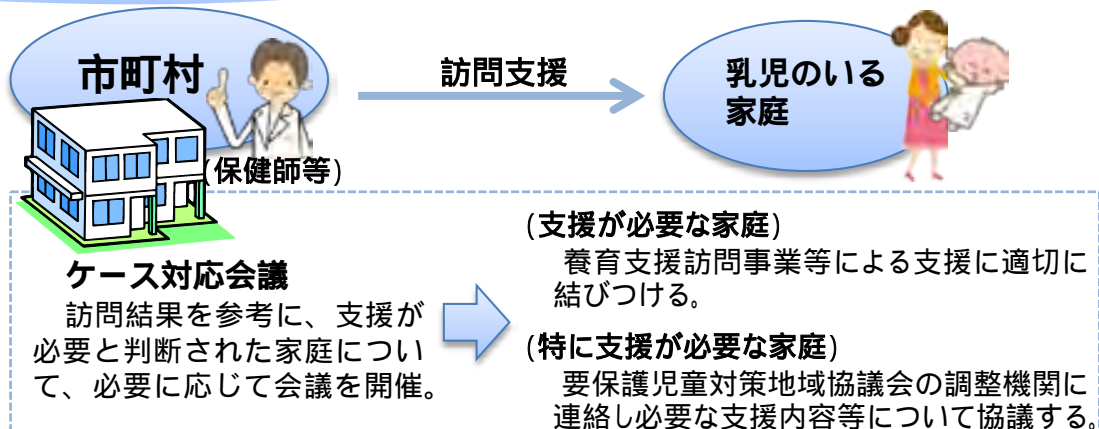 市町村
訪問支援
乳児のいる
家庭
(保健師等)
ケース対応会議
訪問結果を参考に、支援が
必要と判断された家庭につい
て、必要に応じて会議を開催。
(支援が必要な家庭)
養育支援訪問事業等による支援に適切に
結びつける。
(特に支援が必要な家庭)
要保護児童対策地域協議会の調整機関に
連絡し必要な支援内容等について協議する。